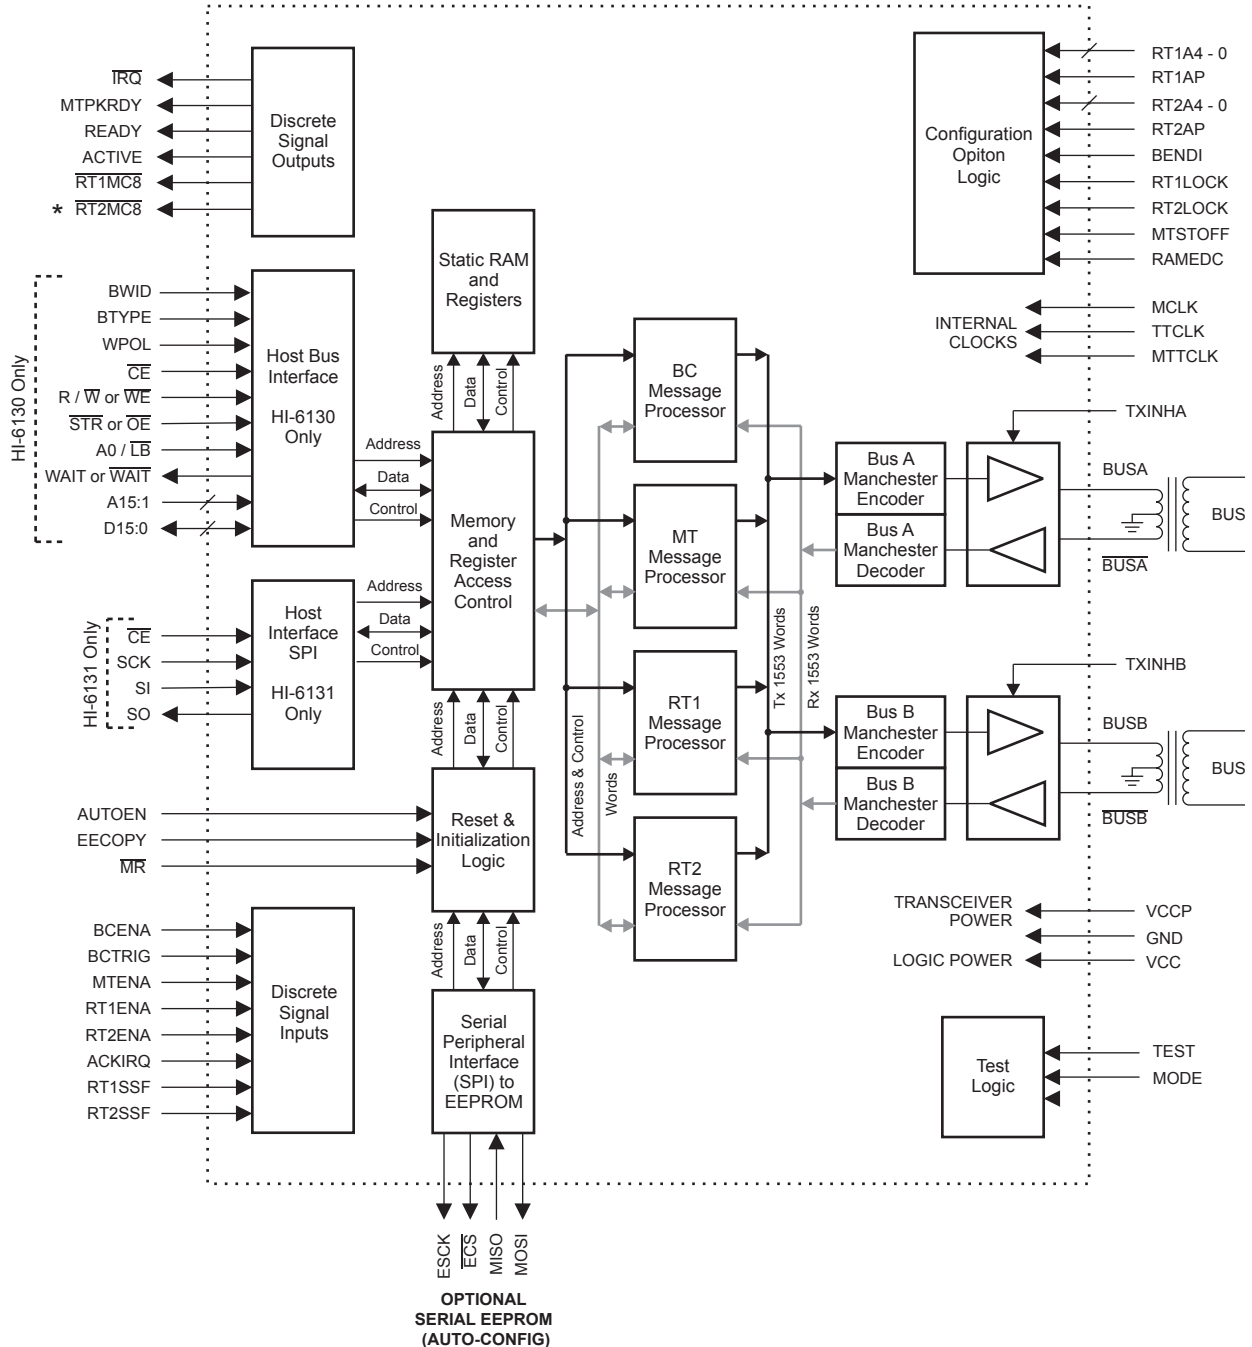 IRQ
MTPKRDY
READY
ACTIVE
RT1MC8
* RT2MC8
Discrete
Signal
Outputs
HI-6130 Only
BWID
BTYPE
WPOL
CE
R / W or WE
STR or OE
A0 / LB
WAIT or WAIT
A15:1
D15:0
Host Bus
Interface
HI-6130
Only
Address
Data
Control
HI-6131 Only
CE
SCK
SI
SO
Host
Interface
SPI
HI-6131
Only
Address
Data
Control
AUTOEN
EECOPY
MR
BCENA
BCTRIG
MTENA
RT1ENA
RT2ENA
ACKIRQ
RT1SSF
RT2SSF
Discrete
Signal
Inputs
Static RAM
and
Registers
Address
Data
Control
Memory
and
Register
Access
Control
Address
Data
Control
Reset &
Initialization
Logic
Address
Data
Control
Serial
Peripheral
Interface
(SPI) to
EEPROM
ESCK
ECS
MISO
MOSI
OPTIONAL
SERIAL EEPROM
(AUTO-CONFIG)
BC
Message
Processor
MT
Message
Processor
RT1
Message
Processor
RT2
Message
Processor
Address & Control
Words
Tx 1553 Words
Rx 1553 Words
Configuration
Opiton
Logic
RT1A4 - 0
RT1AP
RT2A4 - 0
RT2AP
BENDI
RT1LOCK
RT2LOCK
MTSTOFF
RAMEDC
INTERNAL
CLOCKS
MCLK
TTCLK
MTTCLK
TXINHA
Bus A
Manchester
Encoder
Bus A
Manchester
Decoder
BUSA
BUSA
BUS
TXINHB
Bus B
Manchester
Encoder
Bus B
Manchester
Decoder
BUSB
BUSB
BUS
TRANSCEIVER
POWER
LOGIC POWER
VCCP
GND
VCC
Test
Logic
TEST
MODE